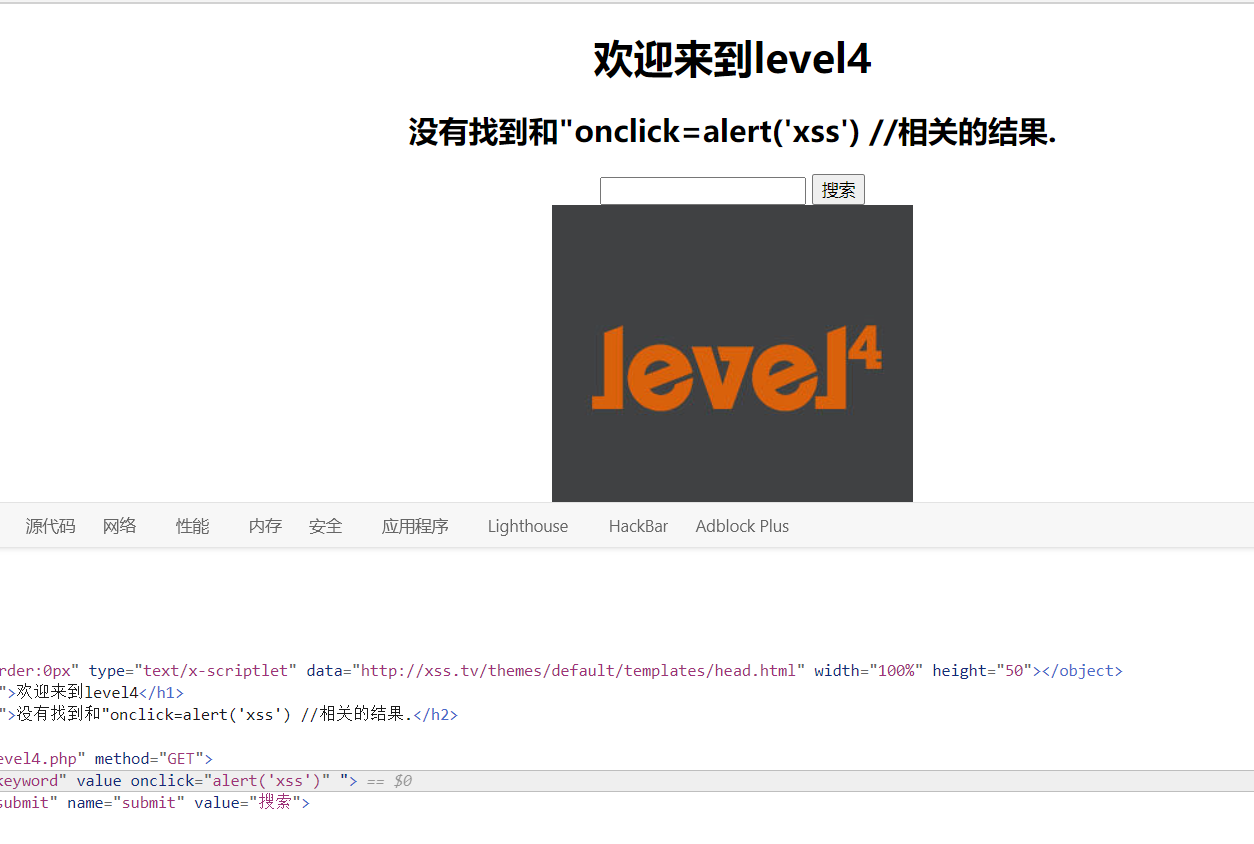 欢迎来到level4
没有找到和"onclick=alert('xss') //相关的结果.
搜索
level4
源代码 网络 性能 内存 安全 应用程序 Lighthouse HackBar Adblock Plus
rder:0px" type="text/x-scriptlet" data="http://xss.tv/themes/default/templates/head.html" width="100%" height="50"></object>
">欢迎来到level4</h1>
">没有找到和"onclick=alert('xss') //相关的结果.</h2>
evel4.php" method="GET">
keyword" value onclick="alert('xss')" "> == $0
submit" name="submit" value="搜索">